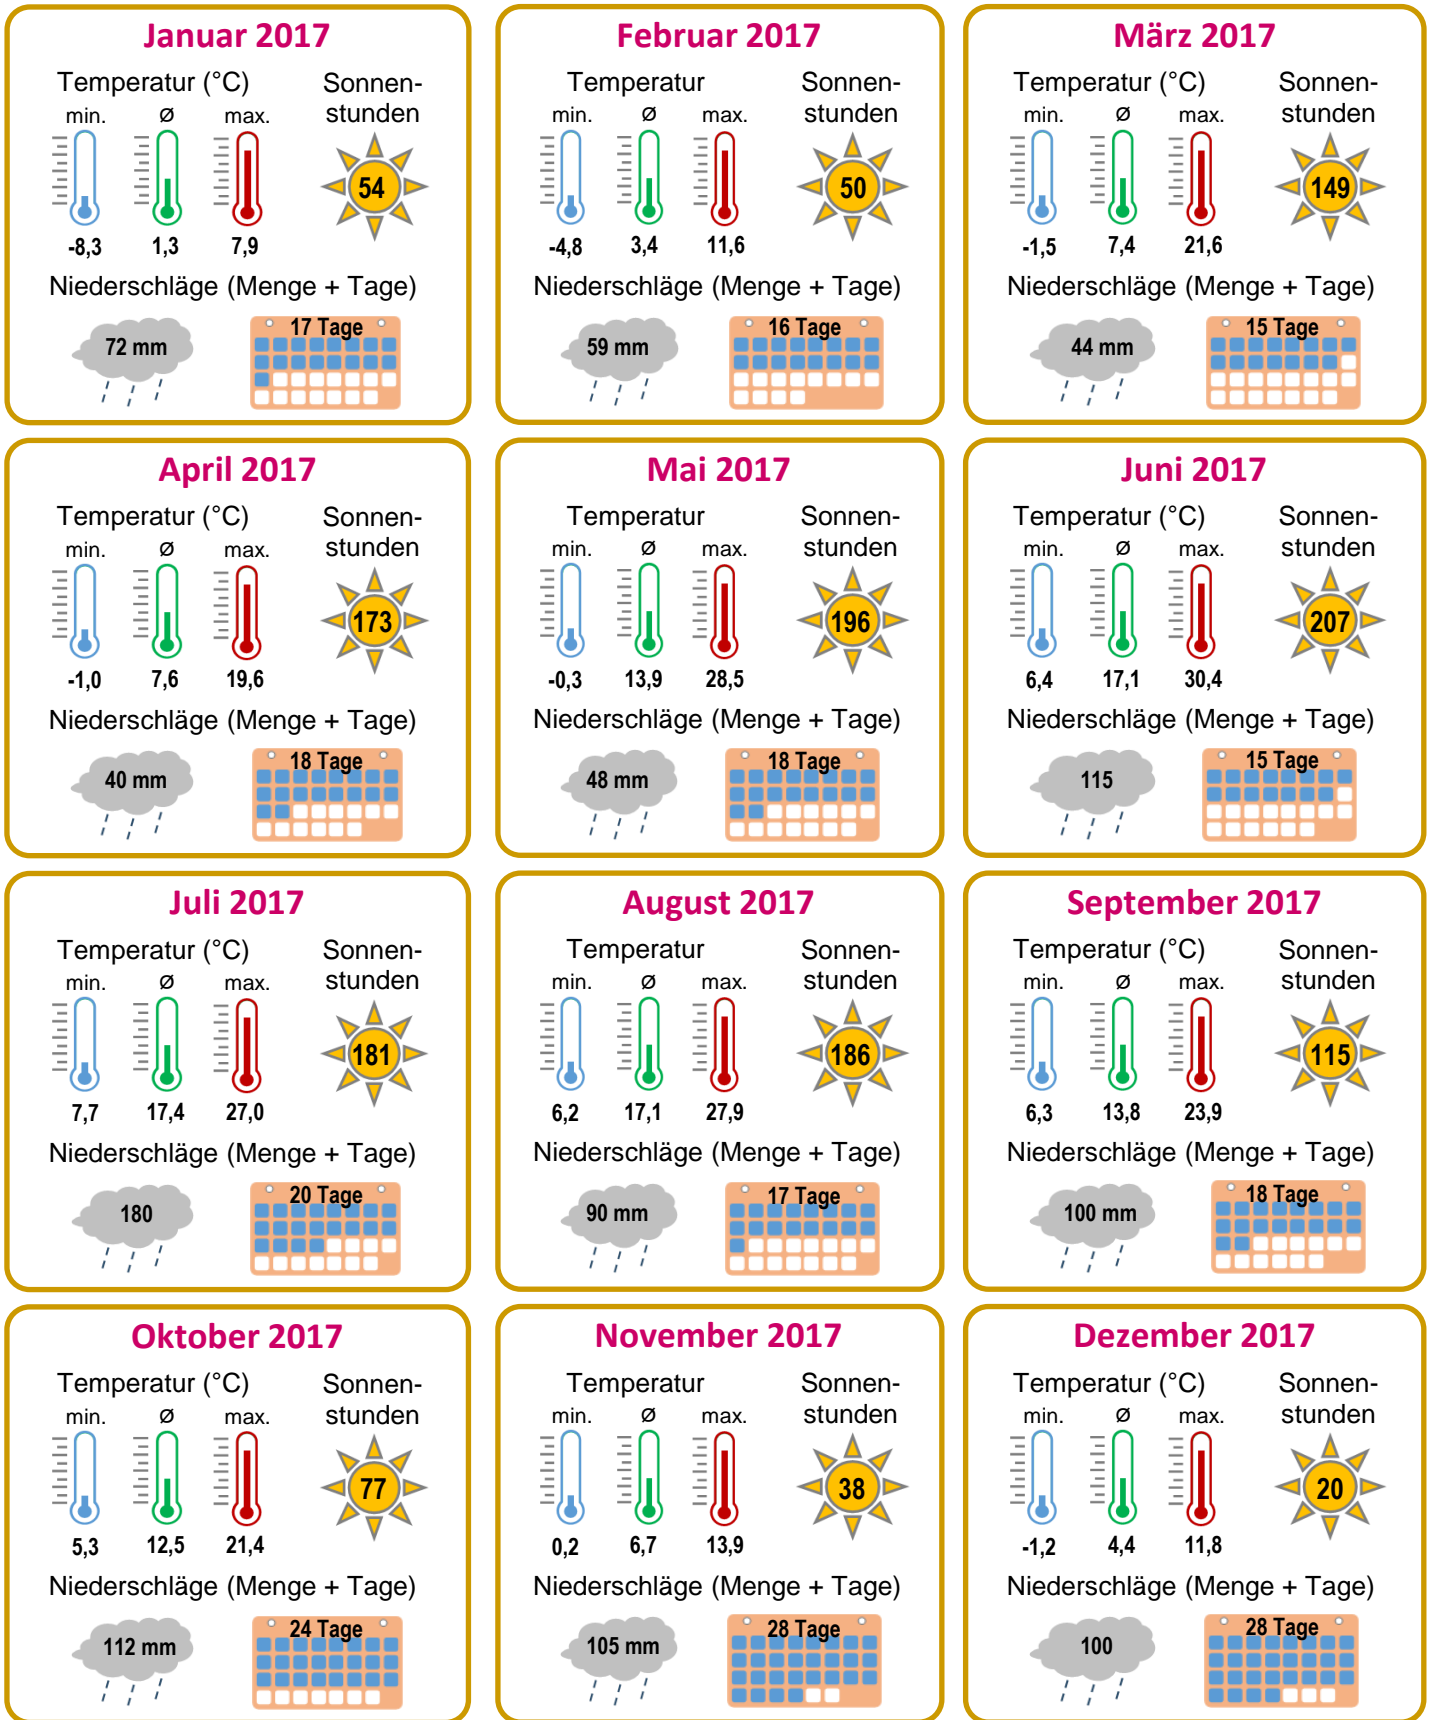 Januar 2017
Temperatur (°C)
Sonnen-
stunden
min.
Ø
max.
54
-8,3
1,3
7,9
Niederschläge (Menge + Tage)
72 mm
17 Tage
Februar 2017
Temperatur
Sonnen-
stunden
min.
Ø
max.
50
-4,8
3,4
11,6
Niederschläge (Menge + Tage)
59 mm
16 Tage
März 2017
Temperatur (°C)
Sonnen-
stunden
min.
Ø
max.
149
-1,5
7,4
21,6
Niederschläge (Menge + Tage)
44 mm
15 Tage
April 2017
Temperatur (°C)
Sonnen-
stunden
min.
Ø
max.
173
-1,0
7,6
19,6
Niederschläge (Menge + Tage)
40 mm
18 Tage
Mai 2017
Temperatur
Sonnen-
stunden
min.
Ø
max.
196
-0,3
13,9
28,5
Niederschläge (Menge + Tage)
48 mm
18 Tage
Juni 2017
Temperatur (°C)
Sonnen-
stunden
min.
Ø
max.
207
6,4
17,1
30,4
Niederschläge (Menge + Tage)
115
15 Tage
Juli 2017
Temperatur (°C)
Sonnen-
stunden
min.
Ø
max.
181
7,7
17,4
27,0
Niederschläge (Menge + Tage)
180
20 Tage
August 2017
Temperatur
Sonnen-
stunden
min.
Ø
max.
186
6,2
17,1
27,9
Niederschläge (Menge + Tage)
90 mm
17 Tage
September 2017
Temperatur (°C)
Sonnen-
stunden
min.
Ø
max.
115
6,3
13,8
23,9
Niederschläge (Menge + Tage)
100 mm
18 Tage
Oktober 2017
Temperatur (°C)
Sonnen-
stunden
min.
Ø
max.
77
5,3
12,5
21,4
Niederschläge (Menge + Tage)
112 mm
24 Tage
November 2017
Temperatur
Sonnen-
stunden
min.
Ø
max.
38
0,2
6,7
13,9
Niederschläge (Menge + Tage)
105 mm
28 Tage
Dezember 2017
Temperatur (°C)
Sonnen-
stunden
min.
Ø
max.
20
-1,2
4,4
11,8
Niederschläge (Menge + Tage)
100
28 Tage